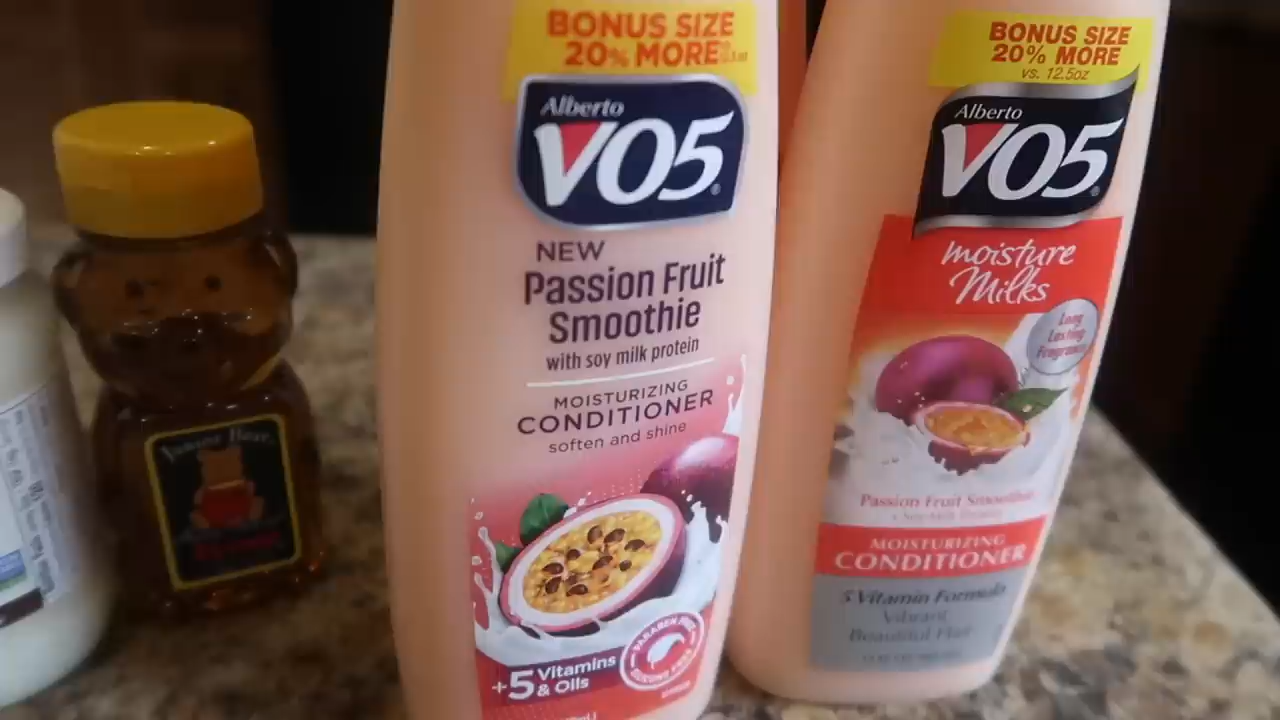 BONUS SIZE
20% MORE
Alberto
VO5
NEW
Passion Fruit
Smoothie
with soy milk protein
MOISTURIZING
CONDITIONER
soften and shine
PARABEN FREE
+5 Vitamins
& Oils
BONUS SIZE
20% MORE
vs. 12.5oz
Alberto
VO5
moisture
Milks
Long
Lasting
Fragrance
Passion Fruit Smoothie
MOISTURIZING
CONDITIONER
5 Vitamin Formula
Vibrant
Beautiful Hair